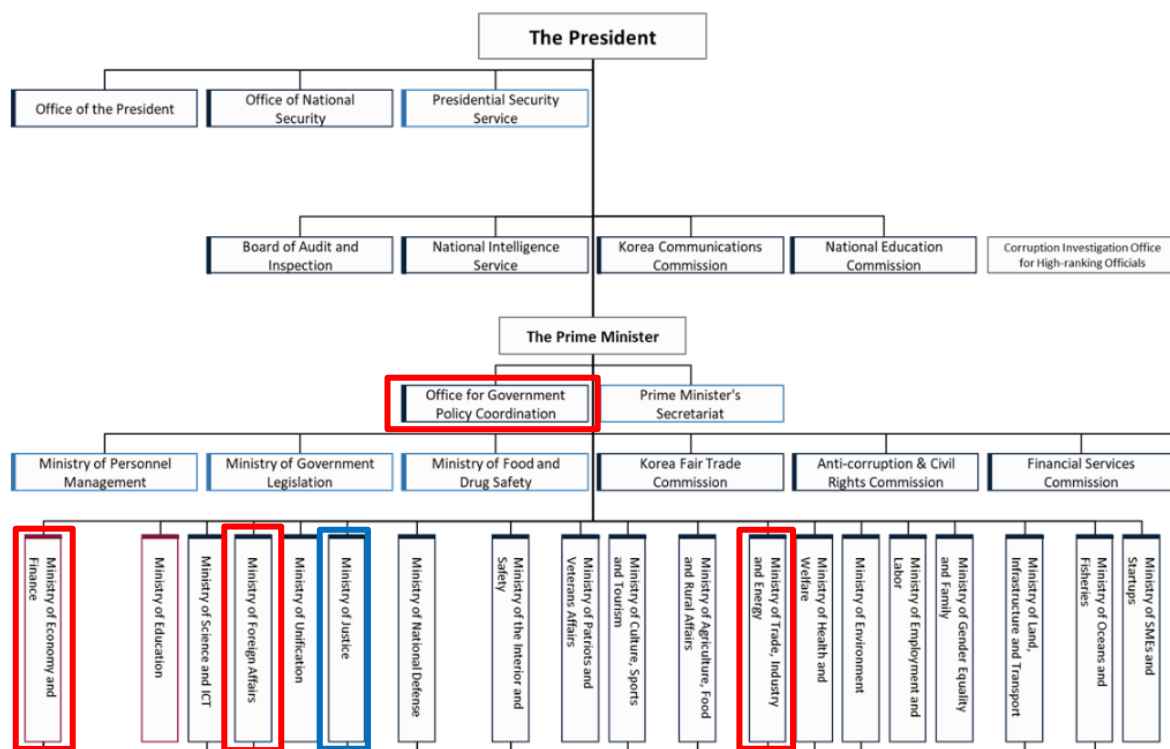 The President
Office of the President
Office of National
Security
Presidential Security
Service
Board of Audit and
Inspection
National Intelligence
Service
Korea Communications
Commission
National Education
Commission
Corruption Investigation Office
for High-ranking Officials
The Prime Minister
Office for Government
Policy Coordination
Prime Minister's
Secretariat
Ministry of Personnel
Management
Ministry of Government
Legislation
Ministry of Food and
Drug Safety
Korea Fair Trade
Commission
Anti-corruption & Civil
Rights Commission
Financial Services
Commission
Ministry of Economy and
Finance
Ministry of Education
Ministry of Science and ICT
Ministry of Foreign Affairs
Ministry of Unification
Ministry of Justice
Ministry of National Defense
Ministry of the Interior and
Safety
Ministry of Patriots and
Veterans Affairs
Ministry of Culture, Sports
and Tourism
Ministry of Agriculture, Food
and Rural Affairs
Ministry of Trade, Industry
and Energy
Ministry of Health and
Welfare
Ministry of Environment
Ministry of Employment and
Labor
Ministry of Gender Equality
and Family
Ministry of Land,
Infrastructure and Transport
Ministry of Oceans and
Fisheries
Ministry of SMEs and
Startups